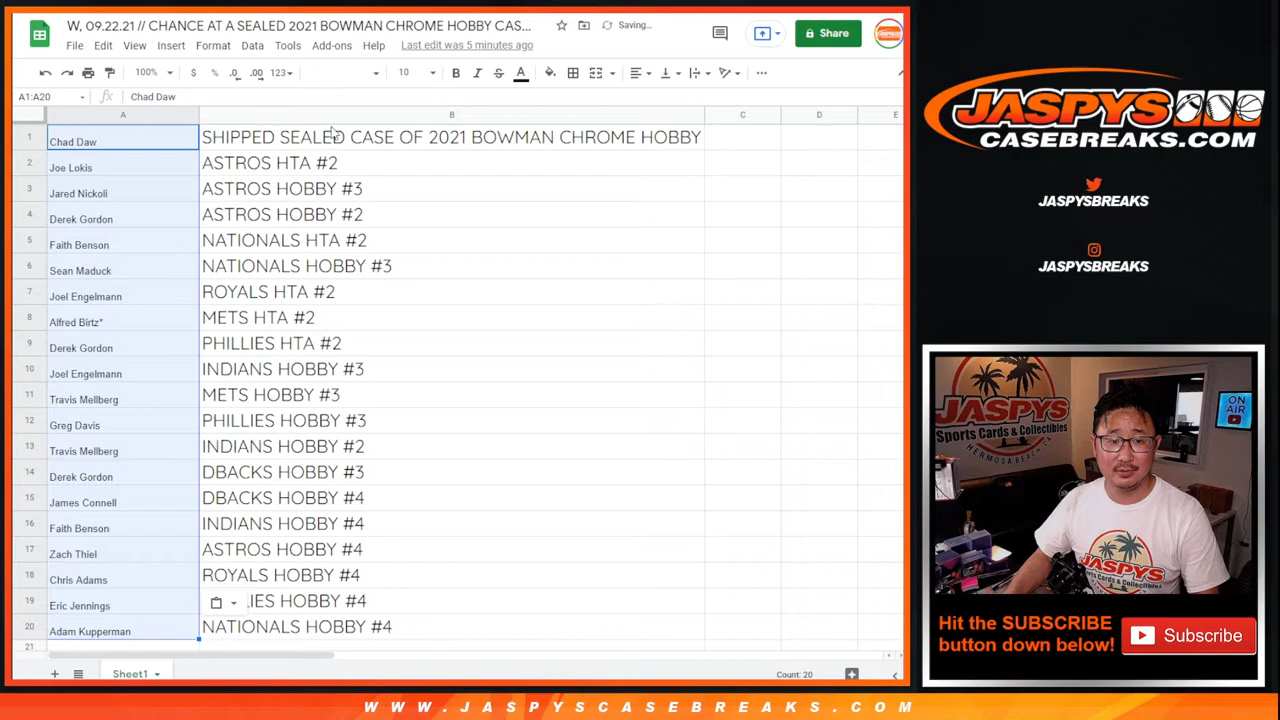 W. 09.22.21 // CHANCE AT A SEALED 2021 BOWMAN CHROME HOBBY CAS... Saving...
File Edit View Insert Format Data Tools Add-ons Help Last edit was 5 minutes ago
Share
100% $ % .0 .00 123 10 B I S A
A1:A20 fx Chad Daw
A B C D E
1 Chad Daw SHIPPED SEALED CASE OF 2021 BOWMAN CHROME HOBBY
2 Joe Lokis ASTROS HTA #2
3 Jared Nickoli ASTROS HOBBY #3
4 Derek Gordon ASTROS HOBBY #2
5 Faith Benson NATIONALS HTA #2
6 Sean Maduck NATIONALS HOBBY #3
7 Joel Engelmann ROYALS HTA #2
8 Alfred Birtz* METS HTA #2
9 Derek Gordon PHILLIES HTA #2
10 Joel Engelmann INDIANS HOBBY #3
11 Travis Mellberg METS HOBBY #3
12 Greg Davis PHILLIES HOBBY #3
13 Travis Mellberg INDIANS HOBBY #2
14 Derek Gordon DBACKS HOBBY #3
15 James Connell DBACKS HOBBY #4
16 Faith Benson INDIANS HOBBY #4
17 Zach Thiel ASTROS HOBBY #4
18 Chris Adams ROYALS HOBBY #4
19 Eric Jennings LIES HOBBY #4
20 Adam Kupperman NATIONALS HOBBY #4
21
Sheet1 Count: 20
JASPYS
CASEBREAKS.COM
JASPYSBREAKS
JASPYSBREAKS
JASPYS
Sports Cards & Collectibles
HERMOSA BEACH, CA
ON AIR
JASPYS
Hit the SUBSCRIBE
button down below!
Subscribe
WWW.JASPYSCASEBREAKS.COM